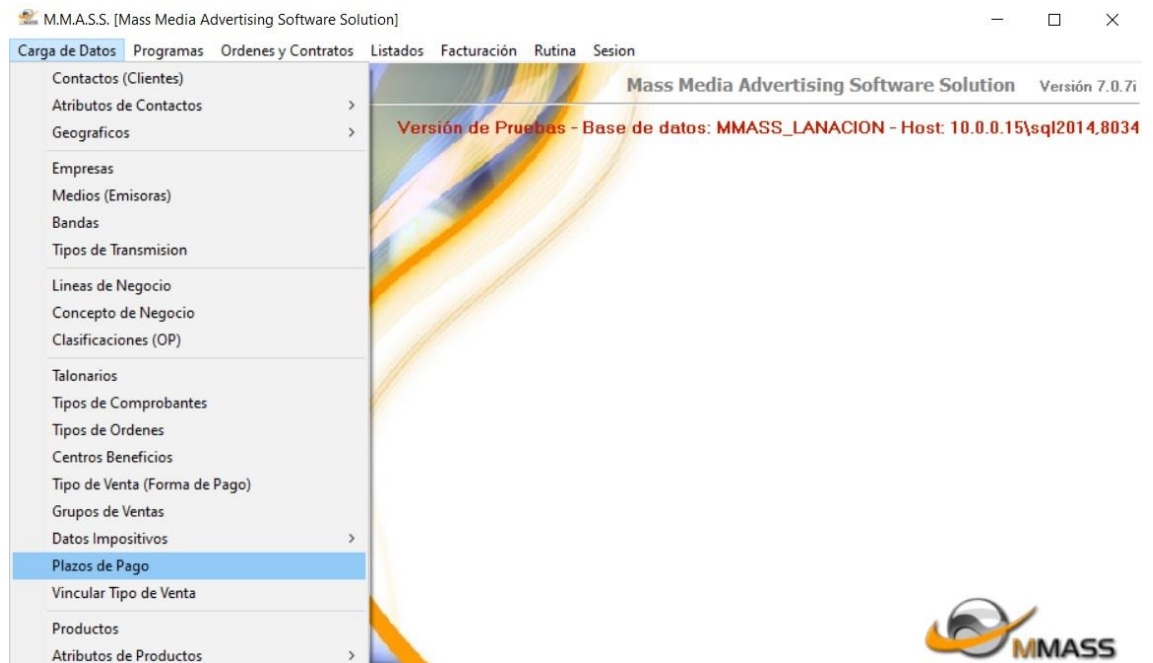 M.M.A.S.S. [Mass Media Advertising Software Solution]
Carga de Datos Programas Ordenes y Contratos Listados Facturación Rutina Sesion
Mass Media Advertising Software Solution Versión 7.0.7i
Versión de Pruebas - Base de datos: MMASS_LANACION - Host: 10.0.0.15\sql2014,8034
Contactos (Clientes)
Atributos de Contactos
Geograficos
Empresas
Medios (Emisoras)
Bandas
Tipos de Transmision
Lineas de Negocio
Concepto de Negocio
Clasificaciones (OP)
Talonarios
Tipos de Comprobantes
Tipos de Ordenes
Centros Beneficios
Tipo de Venta (Forma de Pago)
Grupos de Ventas
Datos Impositivos
Plazos de Pago
Vincular Tipo de Venta
Productos
Atributos de Productos
MMASS